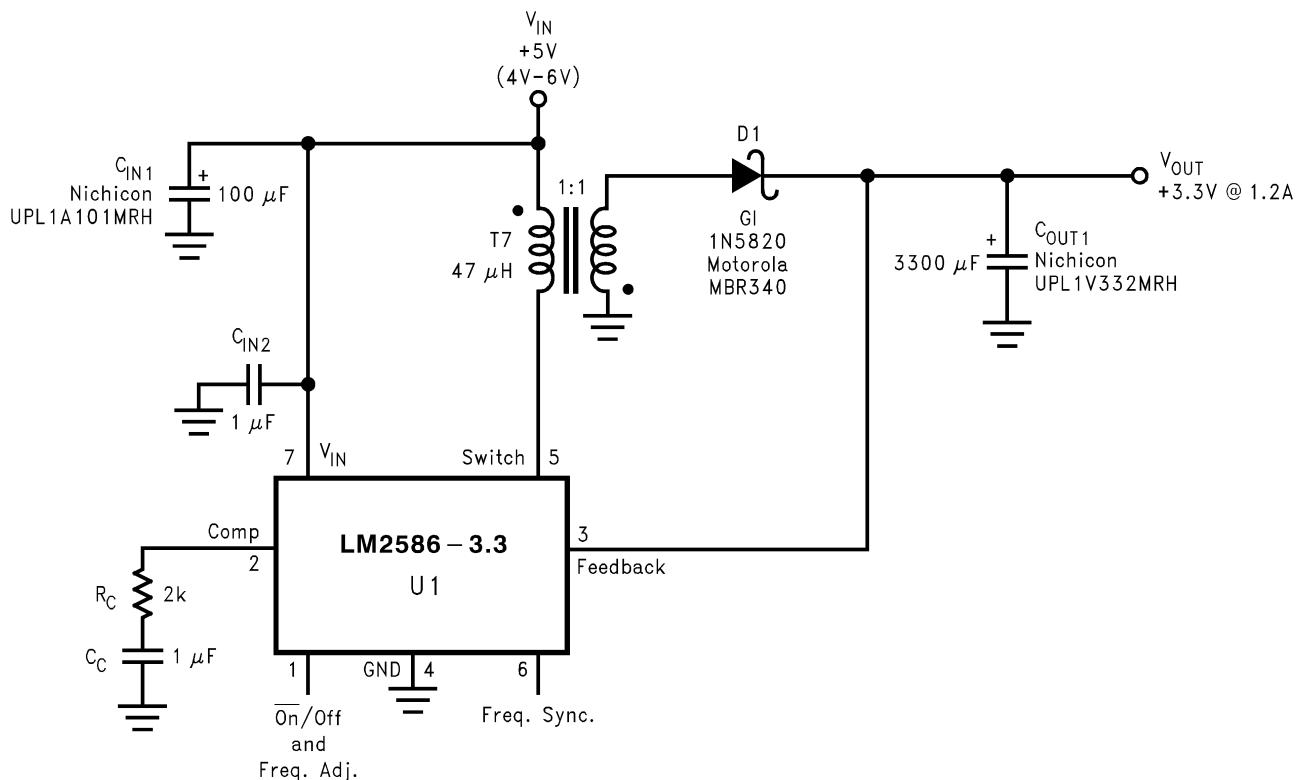 V_IN
+5V
(4V–6V)
C_IN1
Nichicon
UPL1A101MRH
+
100 μF
1:1
T7
47 μH
D1
GI
1N5820
Motorola
MBR340
V_OUT
+3.3V @ 1.2A
+
3300 μF
C_OUT1
Nichicon
UPL1V332MRH
C_IN2
1 μF
7
V_IN
Switch
5
Comp
2
LM2586 – 3.3
U1
3
Feedback
R_C
2k
C_C
1 μF
1
GND
4
6
On/Off
and
Freq. Adj.
Freq. Sync.